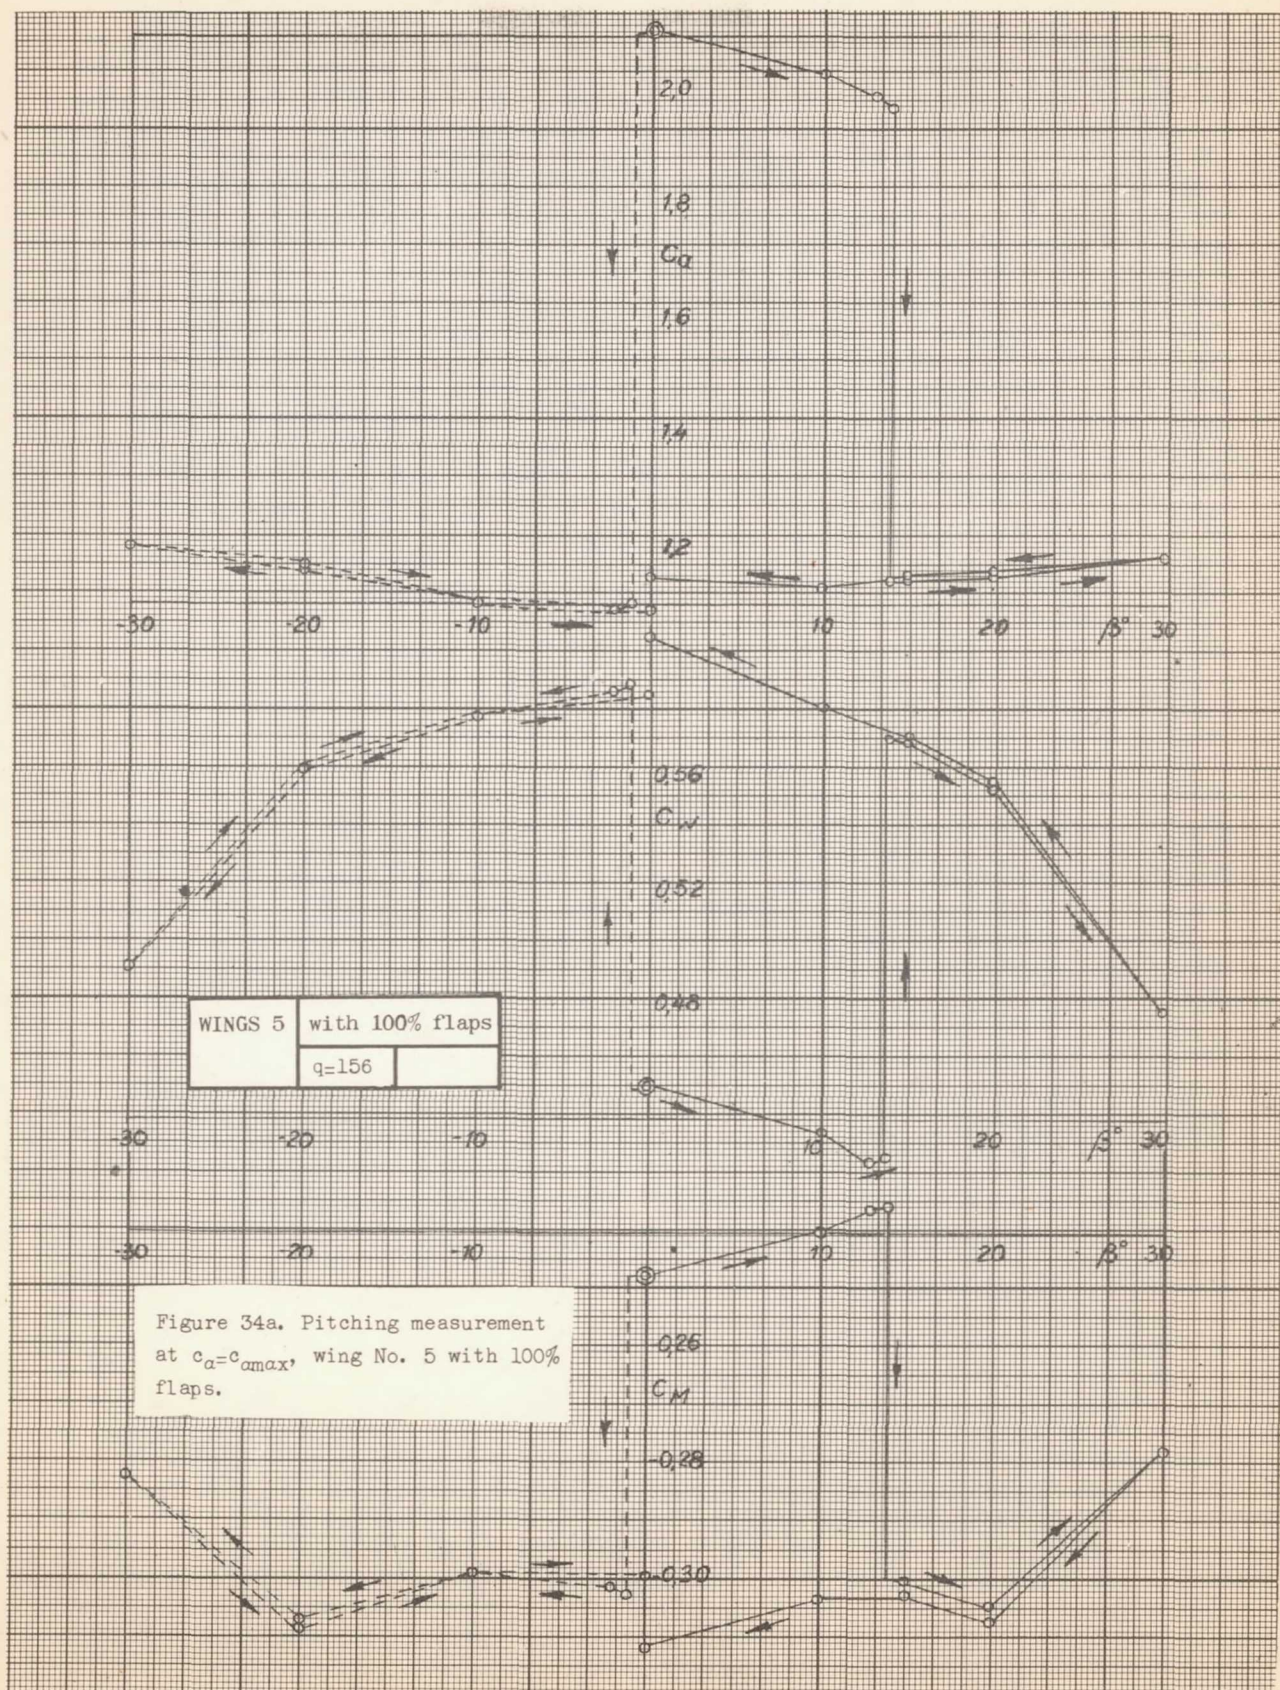 2,0
1,8
Ca
1,6
1,4
1,2
-30 -20 -10 10 20 β° 30
0,56
CW
0,52
0,48
WINGS 5 with 100% flaps
q=156
-30 -20 -10 10 20 β° 30
-30 -20 -10 10 20 β° 30
Figure 34a. Pitching measurement
at cα=cαmax, wing No. 5 with 100%
flaps.
-0,26
CM
-0,28
-0,30